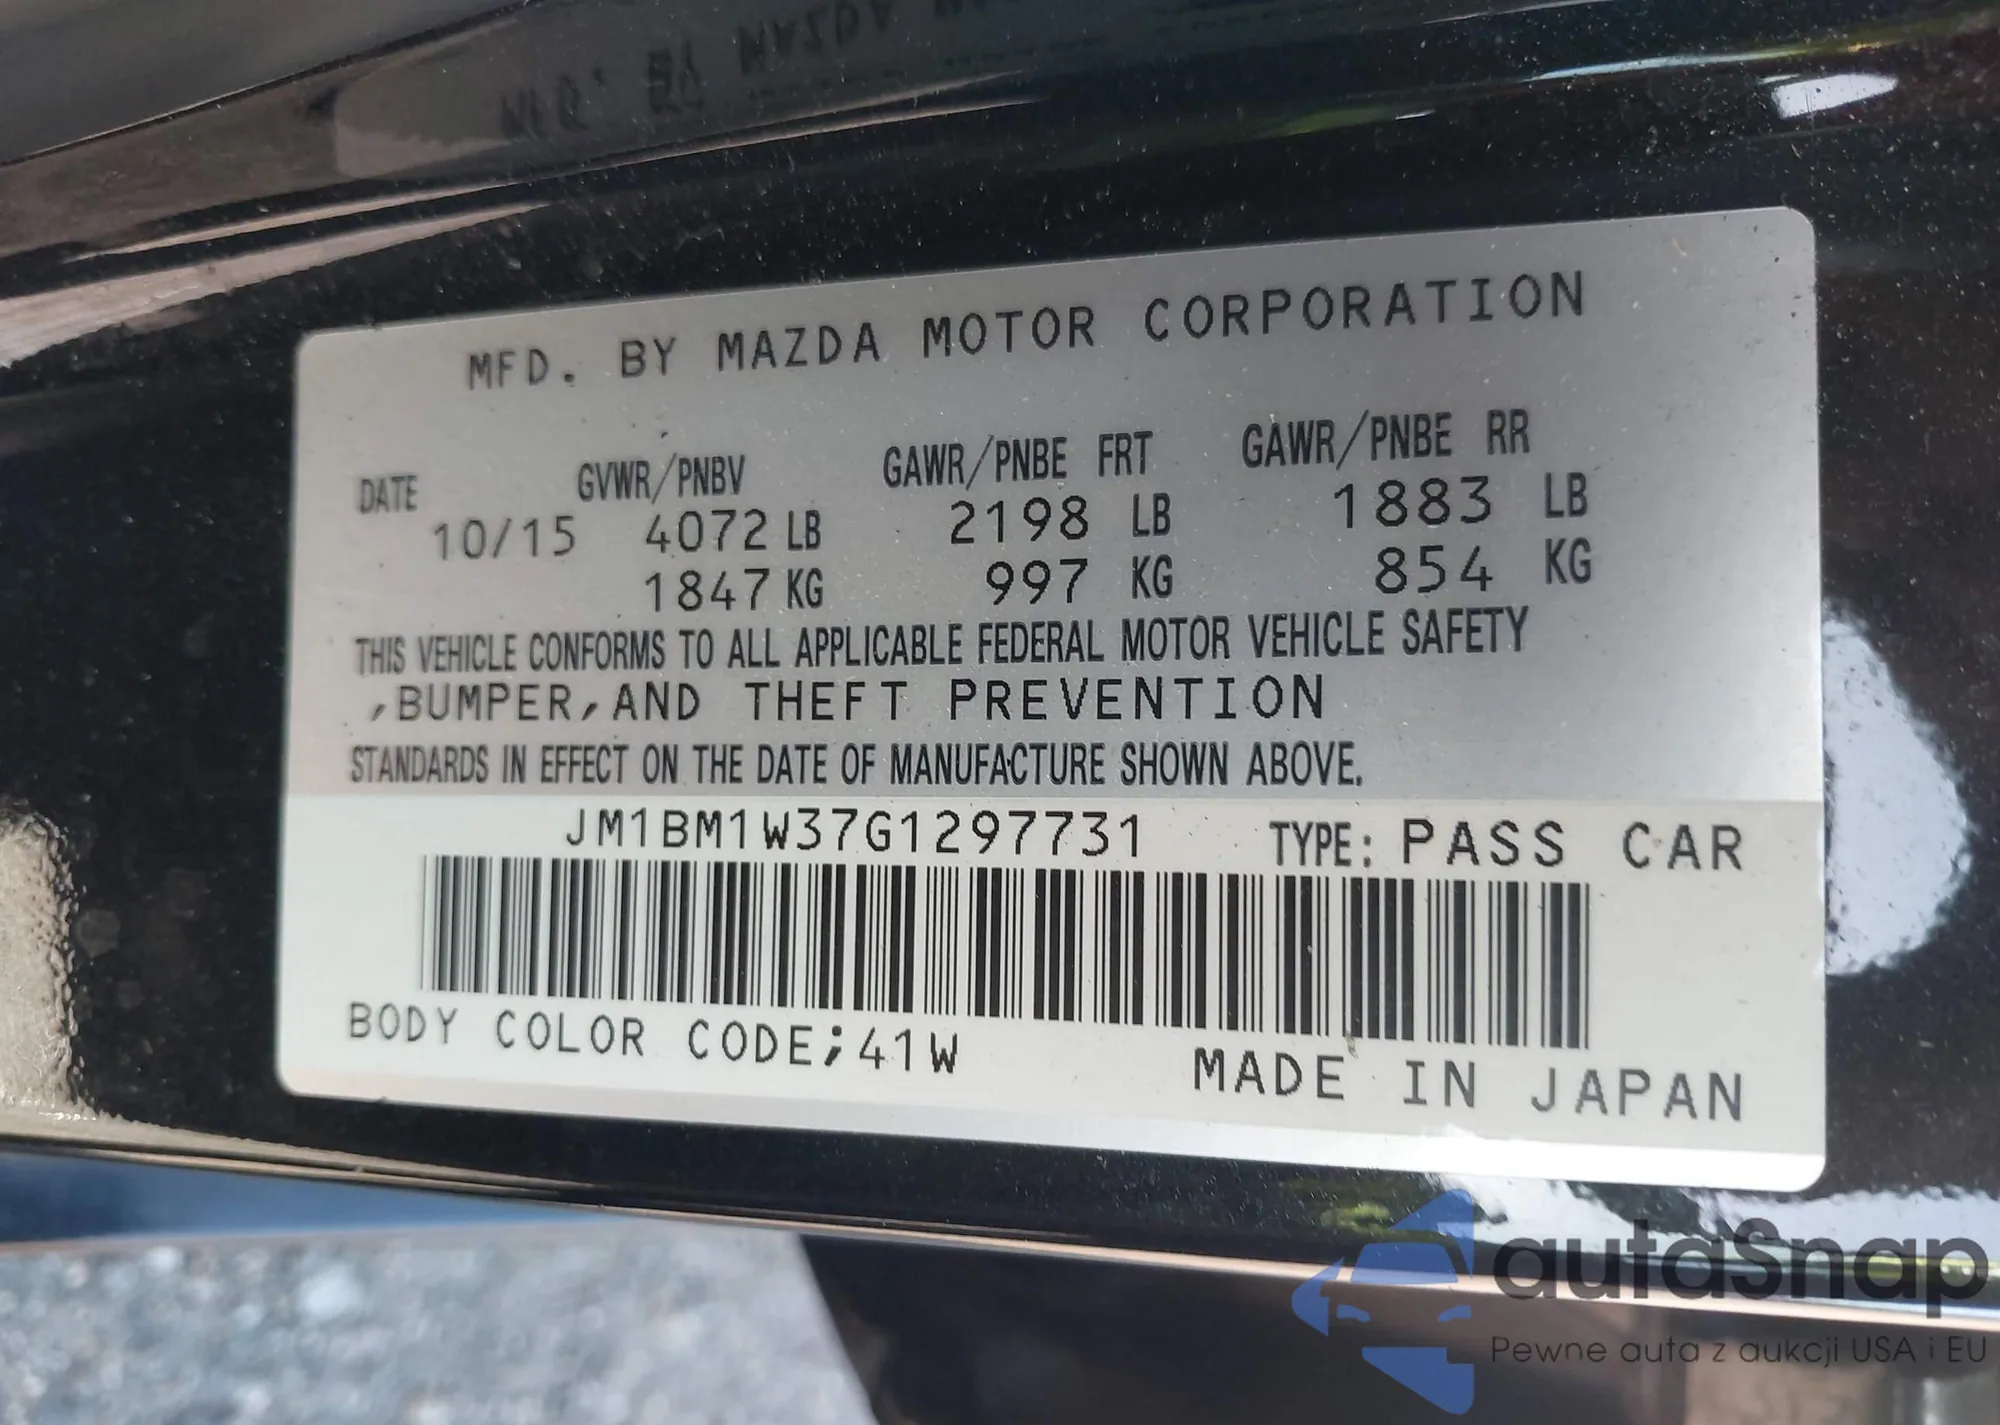 MFD. BY MAZDA MOTOR CORPORATION
DATE GVWR/PNBV GAWR/PNBE FRT GAWR/PNBE RR
10/15 4072 LB 2198 LB 1883 LB
1847 KG 997 KG 854 KG
THIS VEHICLE CONFORMS TO ALL APPLICABLE FEDERAL MOTOR VEHICLE SAFETY
,BUMPER,AND THEFT PREVENTION
STANDARDS IN EFFECT ON THE DATE OF MANUFACTURE SHOWN ABOVE.
JM1BM1W37G1297731 TYPE: PASS CAR
BODY COLOR CODE;41W
MADE IN JAPAN
autaSnap
Pewne auta z aukcji USA i EU